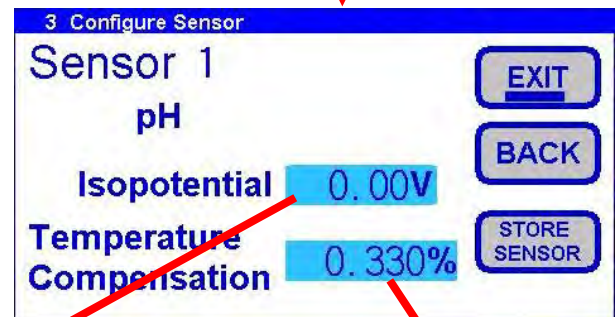 3 Configure Sensor
Sensor 1
EXIT
pH
BACK
Isopotential 0.00V
Temperature Compensation 0.330%
STORE SENSOR